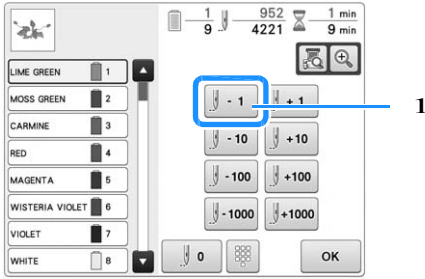 1 952 1 min
9 4221 9 min
LIME GREEN 1
MOSS GREEN 2
CARMINE 3
RED 4
MAGENTA 5
WISTERIA VIOLET 6
VIOLET 7
WHITE 8
- 1 + 1
- 10 +10
-100 +100
-1000 +1000
0 OK
1